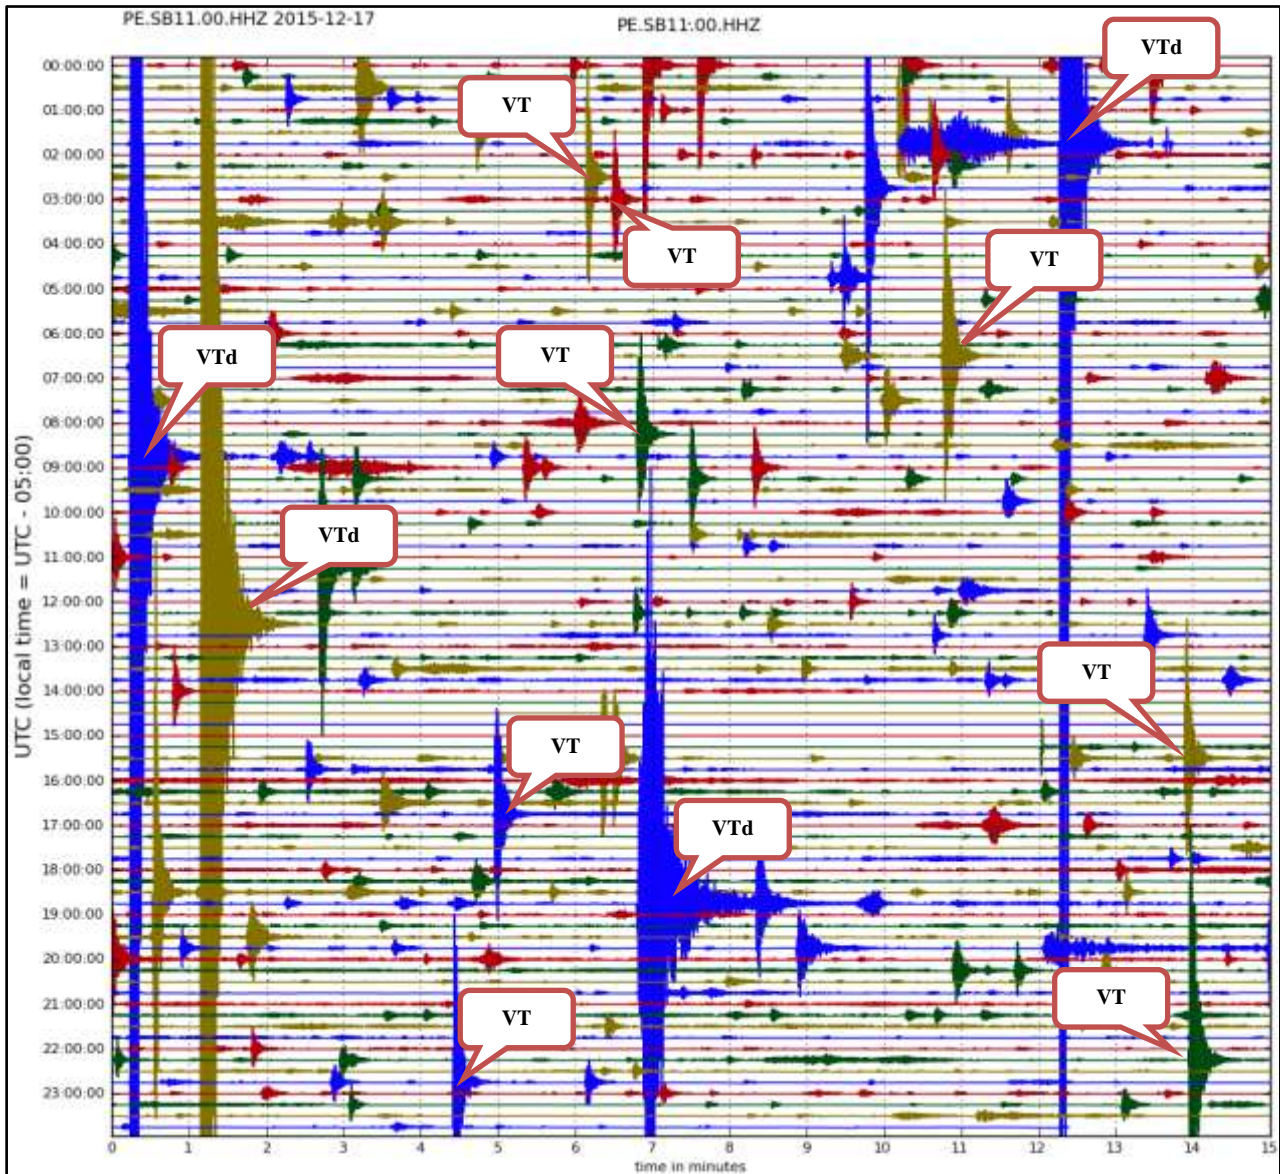 PE.SB11.00.HHZ 2015-12-17
PE.SB11:00.HHZ
UTC (local time = UTC - 05:00)
00:00:00
01:00:00
02:00:00
03:00:00
04:00:00
05:00:00
06:00:00
07:00:00
08:00:00
09:00:00
10:00:00
11:00:00
12:00:00
13:00:00
14:00:00
15:00:00
16:00:00
17:00:00
18:00:00
19:00:00
20:00:00
21:00:00
22:00:00
23:00:00
VTd
VT
VT
VT
VTd
VT
VTd
VT
VT
VTd
VT
VT
0 1 2 3 4 5 6 7 8 9 10 11 12 13 14 15
time in minutes